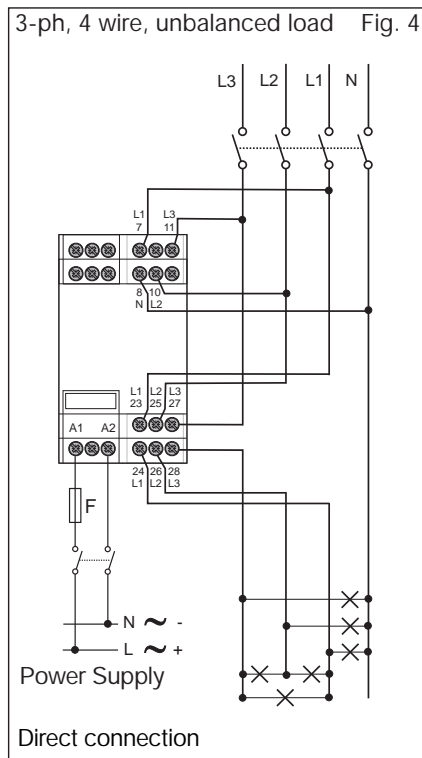 3-ph, 4 wire, unbalanced load Fig. 4
L3 L2 L1 N
L1 L3
7 11
8 10
N L2
L1 L2 L3
23 25 27
A1 A2
24 26 28
L1 L2 L3
F
N ~ -
L ~ +
Power Supply
Direct connection